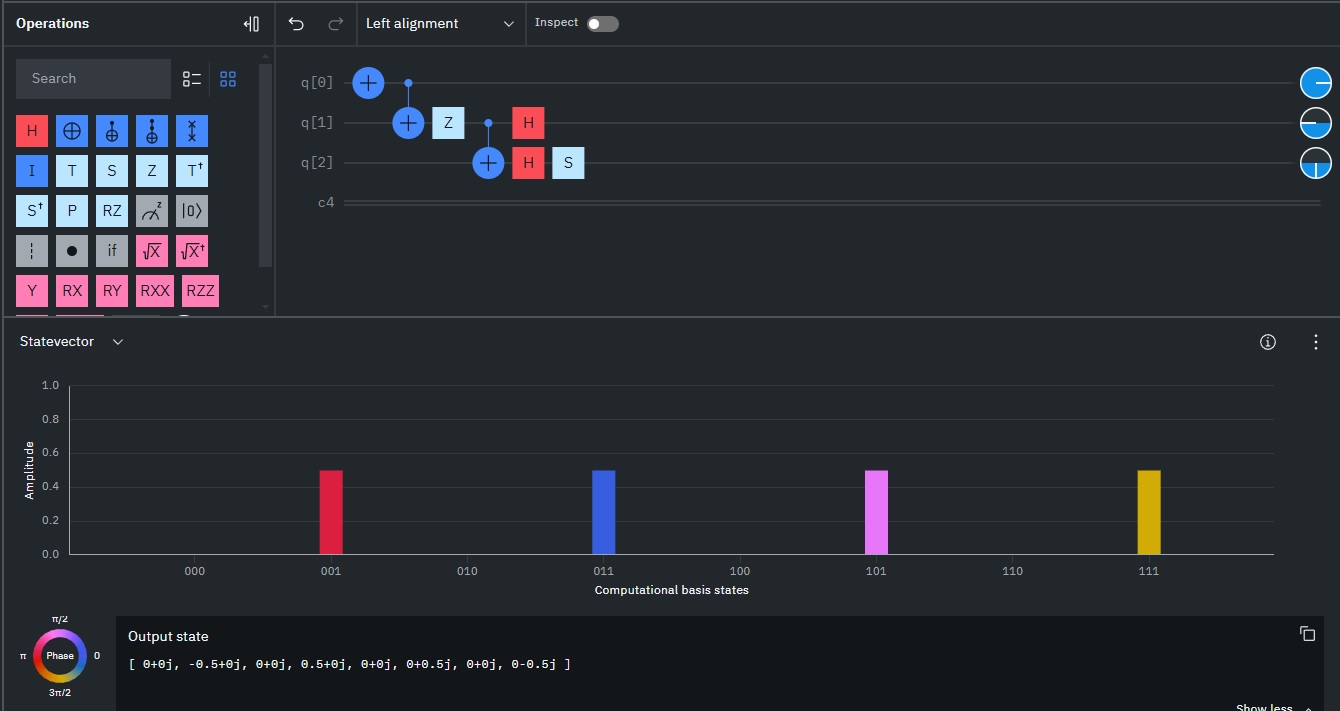 Operations
Left alignment
Inspect
Search
H
I T S Z T†
S† P RZ z |0⟩
if √X √X†
Y RX RY RXX RZZ
q[0]
q[1] Z H
q[2] H S
c4
Statevector
1.0
0.8
0.6
0.4
0.2
0.0
Amplitude
000 001 010 011 100 101 110 111
Computational basis states
π/2
π Phase 0
3π/2
Output state
[ 0+0j, -0.5+0j, 0+0j, 0.5+0j, 0+0j, 0+0.5j, 0+0j, 0-0.5j ]
Show less